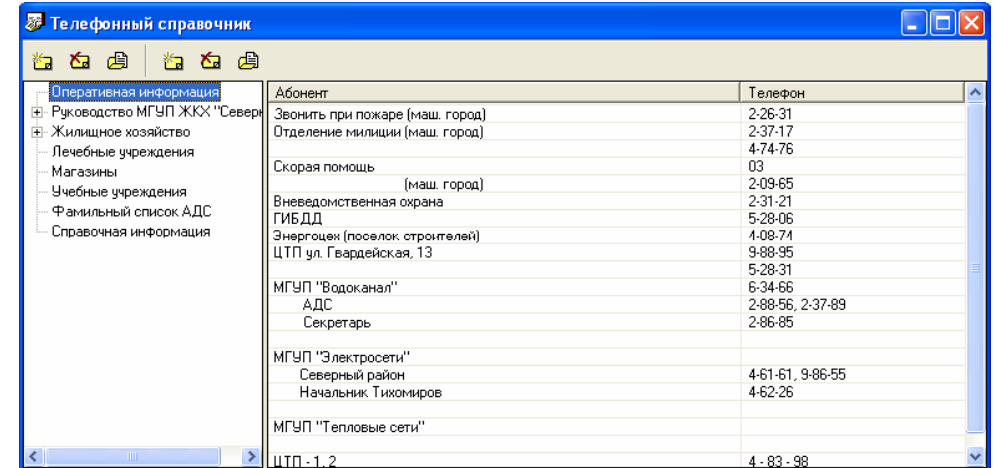 Телефонный справочник
Оперативная информация
Руководство МГУП ЖКХ "Северн
Жилищное хозяйство
Лечебные учреждения
Магазины
Учебные учреждения
Фамильный список АДС
Справочная информация
Абонент Телефон
Звонить при пожаре (маш. город) 2-26-31
Отделение милиции (маш. город) 2-37-17
4-74-76
Скорая помощь 03
(маш. город) 2-09-65
Вневедомственная охрана 2-31-21
ГИБДД 5-28-06
Энергоцех (поселок строителей) 4-08-74
ЦТП ул. Гвардейская, 13 9-88-95
5-28-31
МГУП "Водоканал" 6-34-66
АДС 2-88-56, 2-37-89
Секретарь 2-86-85
МГУП "Электросети"
Северный район 4-61-61, 9-86-55
Начальник Тихомиров 4-62-26
МГУП "Тепловые сети"
ЦТП - 1, 2 4 - 83 - 98